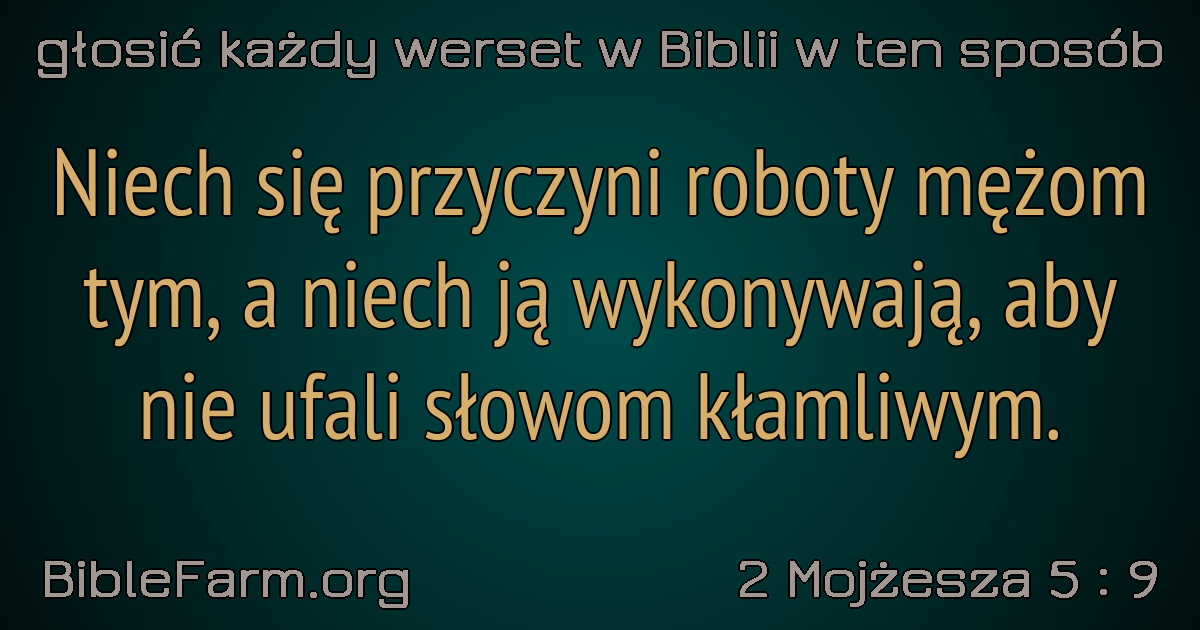 głosić każdy werset w Biblii w ten sposób
Niech się przyczyni roboty mężom
tym, a niech ją wykonywają, aby
nie ufali słowom kłamliwym.
BibleFarm.org
2 Mojżesza 5 : 9